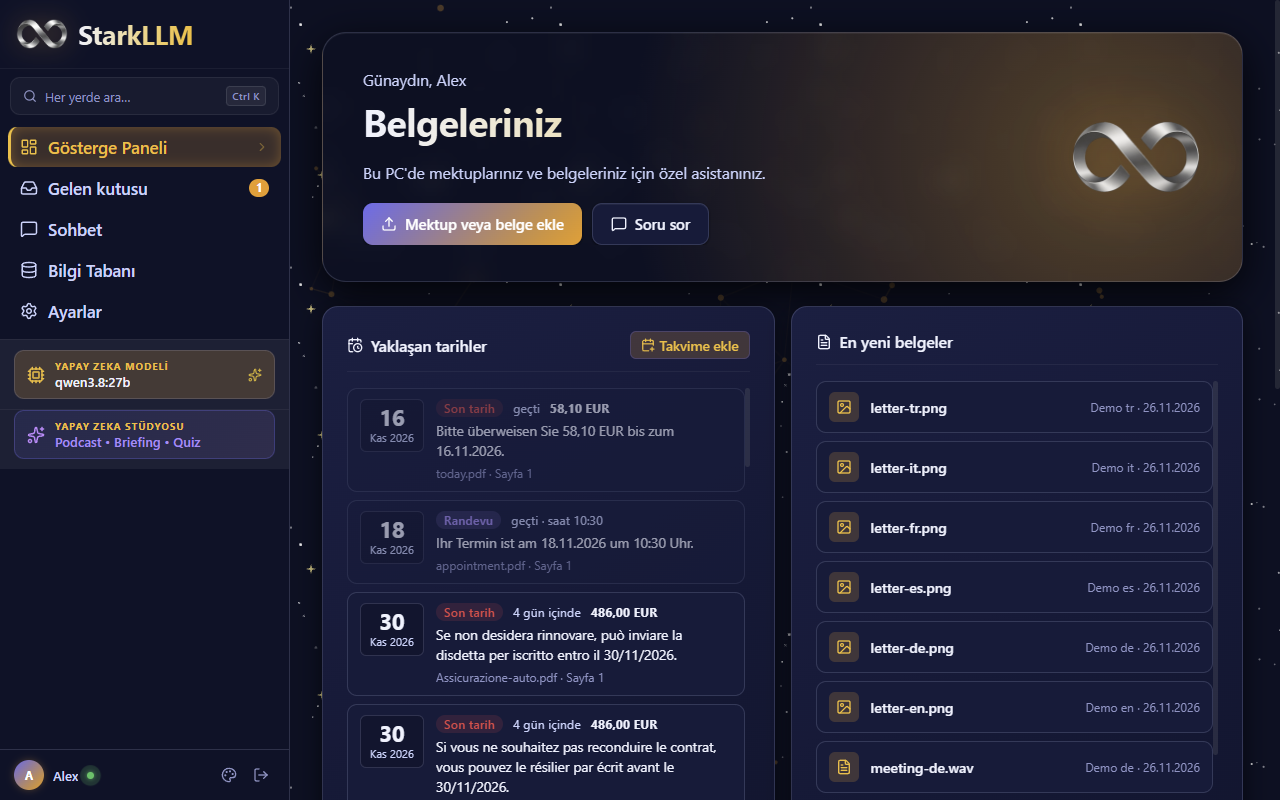 StarkLLM
Her yerde ara...
Ctrl K
Gösterge Paneli
Gelen kutusu
1
Sohbet
Bilgi Tabanı
Ayarlar
YAPAY ZEKA MODELİ
qwen3.8:27b
YAPAY ZEKA STÜDYOSU
Podcast • Briefing • Quiz
A
Alex
Günaydın, Alex
Belgeleriniz
Bu PC'de mektuplarınız ve belgeleriniz için özel asistanınız.
Mektup veya belge ekle
Soru sor
Yaklaşan tarihler
Takvime ekle
16
Kas 2026
Son tarih geçti 58,10 EUR
Bitte überweisen Sie 58,10 EUR bis zum
16.11.2026.
today.pdf · Sayfa 1
18
Kas 2026
Randevu geçti · saat 10:30
Ihr Termin ist am 18.11.2026 um 10:30 Uhr.
appointment.pdf · Sayfa 1
30
Kas 2026
Son tarih 4 gün içinde 486,00 EUR
Se non desidera rinnovare, può inviare la
disdetta per iscritto entro il 30/11/2026.
Assicurazione-auto.pdf · Sayfa 1
30
Kas 2026
Son tarih 4 gün içinde 486,00 EUR
Si vous ne souhaitez pas reconduire le contrat,
vous pouvez le résilier par écrit avant le
30/11/2026.
En yeni belgeler
letter-tr.png Demo tr · 26.11.2026
letter-it.png Demo it · 26.11.2026
letter-fr.png Demo fr · 26.11.2026
letter-es.png Demo es · 26.11.2026
letter-de.png Demo de · 26.11.2026
letter-en.png Demo en · 26.11.2026
meeting-de.wav Demo de · 26.11.2026